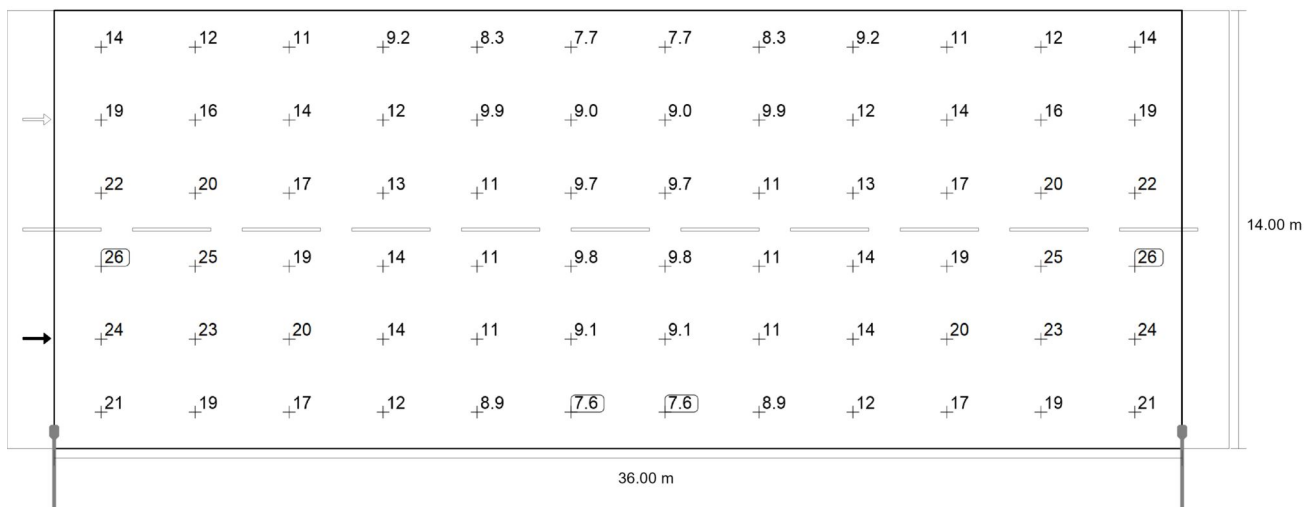 14 12 11 9.2 8.3 7.7 7.7 8.3 9.2 11 12 14
19 16 14 12 9.9 9.0 9.0 9.9 12 14 16 19
22 20 17 13 11 9.7 9.7 11 13 17 20 22
14.00 m
26 25 19 14 11 9.8 9.8 11 14 19 25 26
24 23 20 14 11 9.1 9.1 11 14 20 23 24
21 19 17 12 8.9 7.6 7.6 8.9 12 17 19 21
36.00 m